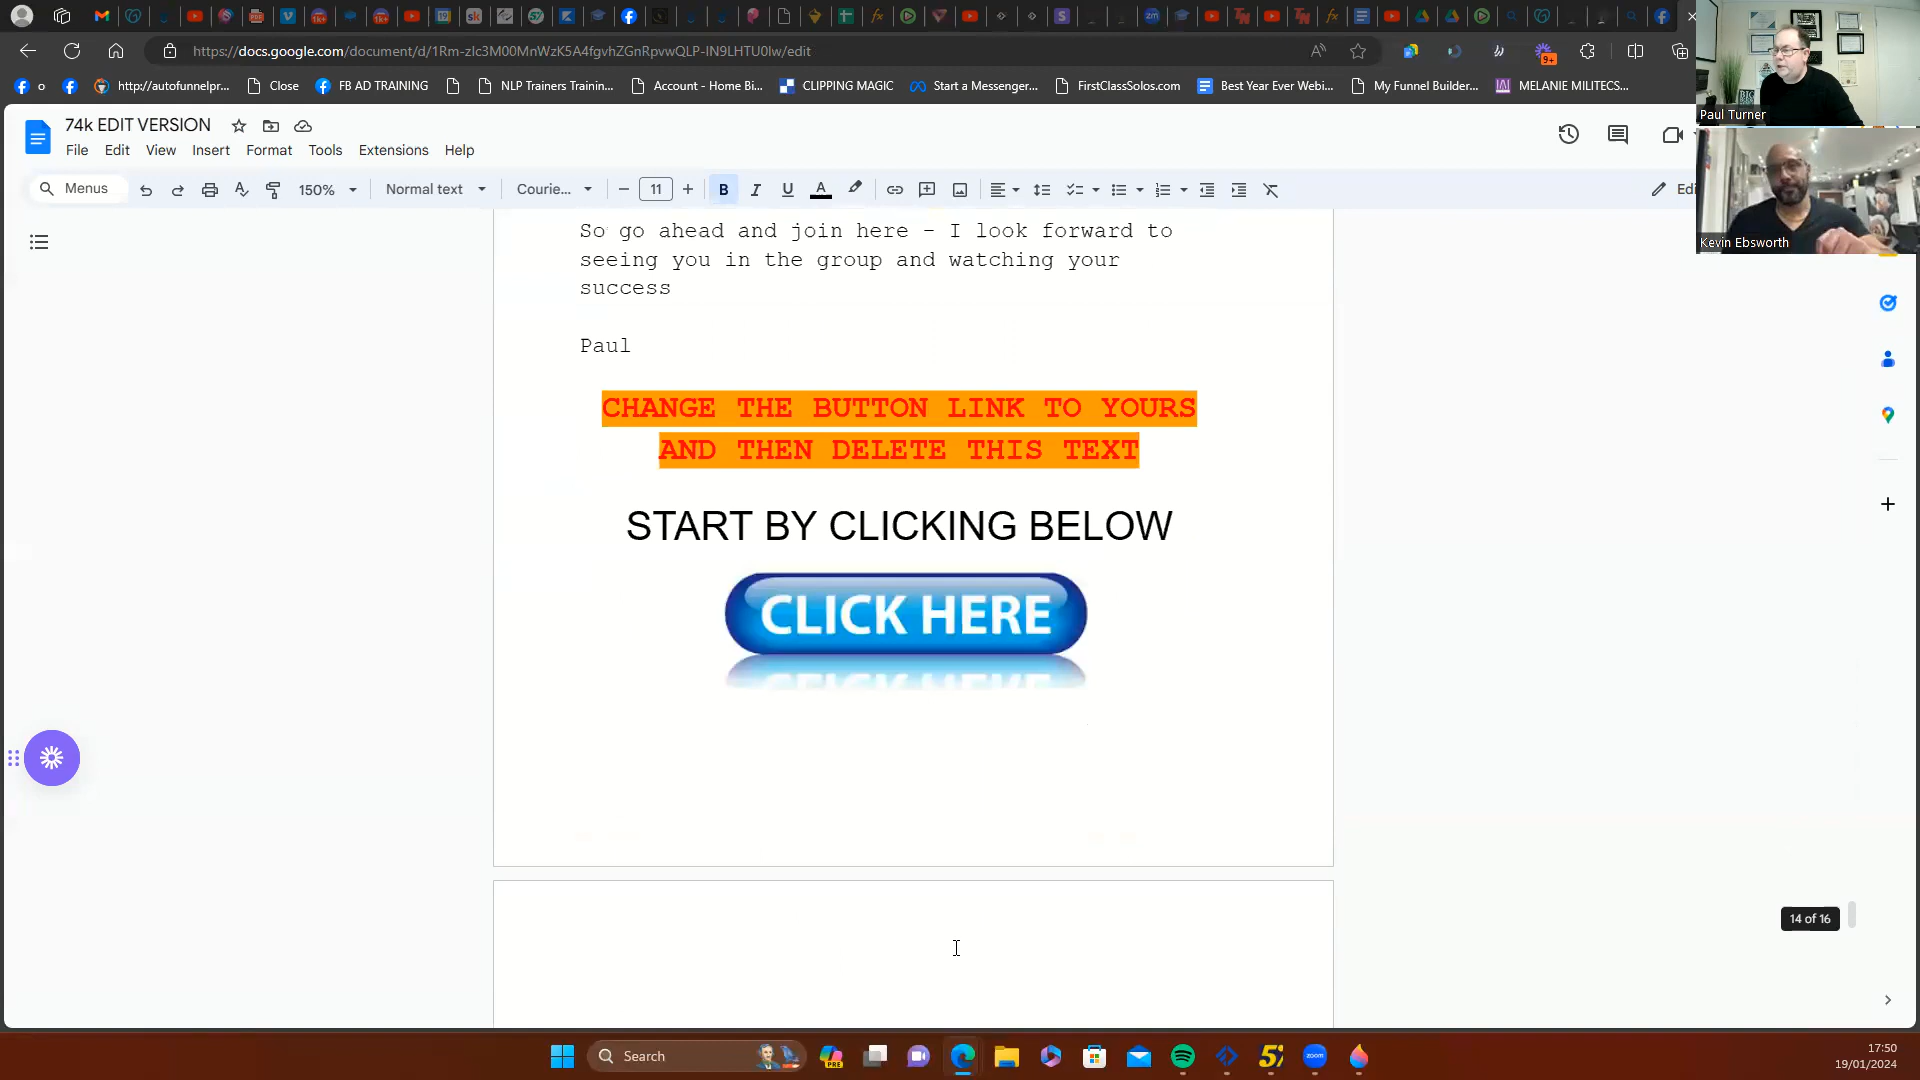 https://docs.google.com/document/d/1Rm-zlc3M00MnWzK5A4fgvhZGnRpvwQLP-IN9LHTU0lw/edit
http://autofunnelpr...
Close
FB AD TRAINING
NLP Trainers Trainin...
Account - Home Bi...
CLIPPING MAGIC
Start a Messenger...
FirstClassSolos.com
Best Year Ever Webi...
My Funnel Builder...
MELANIE MILITECS...
Paul Turner
Kevin Ebsworth
74k EDIT VERSION
File Edit View Insert Format Tools Extensions Help
Menus 150% Normal text Courie... 11 Edi
So go ahead and join here – I look forward to
seeing you in the group and watching your
success
Paul
CHANGE THE BUTTON LINK TO YOURS
AND THEN DELETE THIS TEXT
START BY CLICKING BELOW
CLICK HERE
14 of 16
Search
17:50
19/01/2024